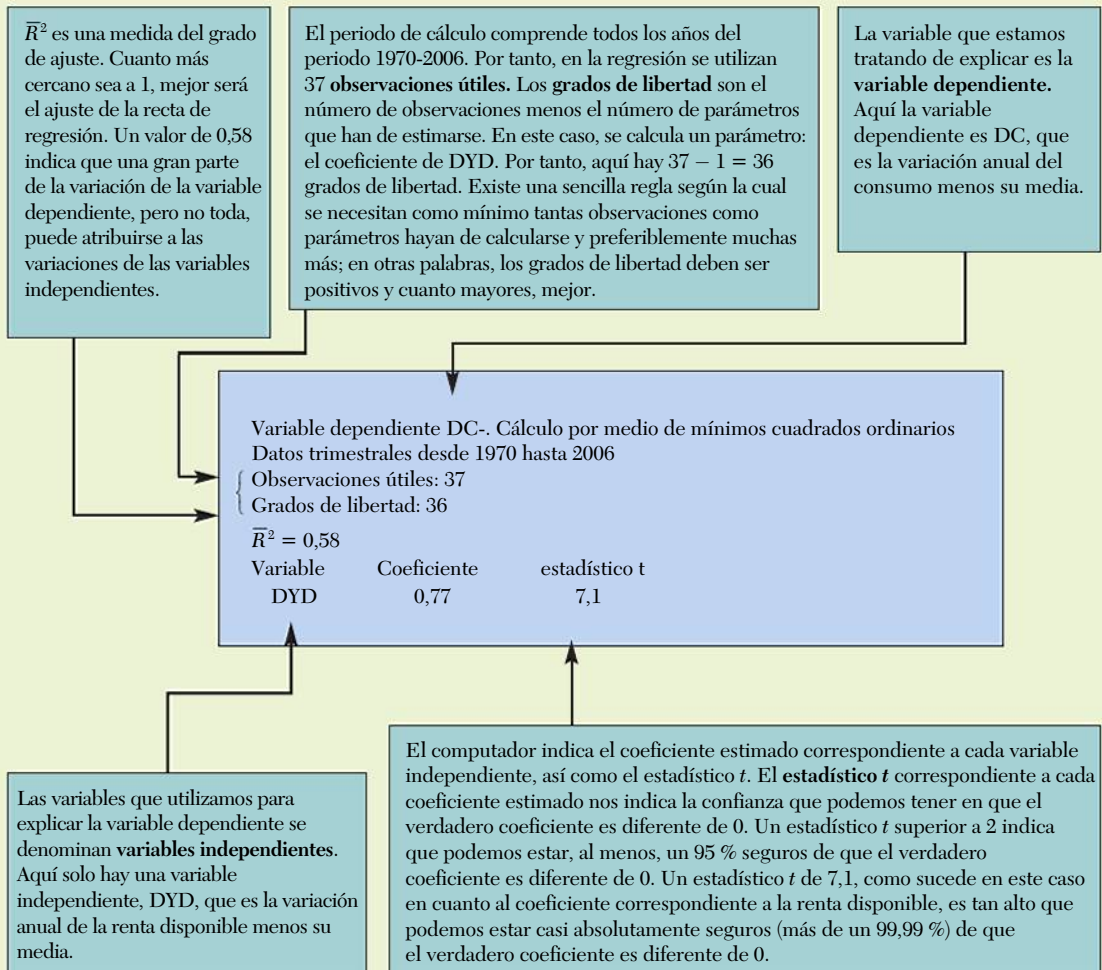 R̅² es una medida del grado
de ajuste. Cuanto más
cercano sea a 1, mejor será
el ajuste de la recta de
regresión. Un valor de 0,58
indica que una gran parte
de la variación de la variable
dependiente, pero no toda,
puede atribuirse a las
variaciones de las variables
independientes.
El periodo de cálculo comprende todos los años del
periodo 1970-2006. Por tanto, en la regresión se utilizan
37 observaciones útiles. Los grados de libertad son el
número de observaciones menos el número de parámetros
que han de estimarse. En este caso, se calcula un parámetro:
el coeficiente de DYD. Por tanto, aquí hay 37 − 1 = 36
grados de libertad. Existe una sencilla regla según la cual
se necesitan como mínimo tantas observaciones como
parámetros hayan de calcularse y preferiblemente muchas
más; en otras palabras, los grados de libertad deben ser
positivos y cuanto mayores, mejor.
La variable que estamos
tratando de explicar es la
variable dependiente.
Aquí la variable
dependiente es DC, que
es la variación anual del
consumo menos su media.
Variable dependiente DC-. Cálculo por medio de mínimos cuadrados ordinarios
Datos trimestrales desde 1970 hasta 2006
Observaciones útiles: 37
Grados de libertad: 36
R̅² = 0,58
Variable Coeficiente estadístico t
DYD 0,77 7,1
Las variables que utilizamos para
explicar la variable dependiente se
denominan variables independientes.
Aquí solo hay una variable
independiente, DYD, que es la variación
anual de la renta disponible menos su
media.
El computador indica el coeficiente estimado correspondiente a cada variable
independiente, así como el estadístico t. El estadístico t correspondiente a cada
coeficiente estimado nos indica la confianza que podemos tener en que el
verdadero coeficiente es diferente de 0. Un estadístico t superior a 2 indica
que podemos estar, al menos, un 95 % seguros de que el verdadero
coeficiente es diferente de 0. Un estadístico t de 7,1, como sucede en este caso
en cuanto al coeficiente correspondiente a la renta disponible, es tan alto que
podemos estar casi absolutamente seguros (más de un 99,99 %) de que
el verdadero coeficiente es diferente de 0.